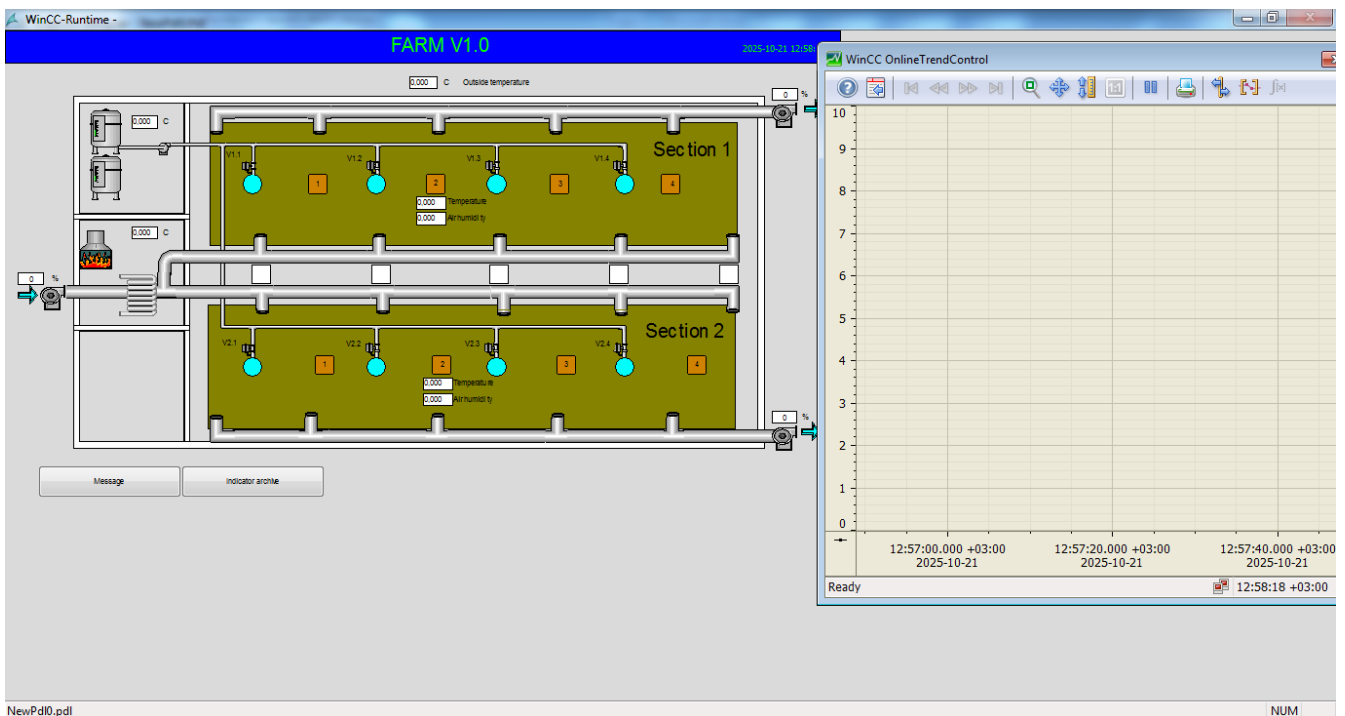 WinCC-Runtime -
FARM V1.0
2025-10-21 12:58:
0.000 C Outside temperature
0 %
0.000 C
Section 1
V1.1
V1.2
V1.3
V1.4
1
2
3
4
0.000 Temperature
0.000 Air humidity
0.000 C
0 %
Section 2
V2.1
V2.2
V2.3
V2.4
1
2
3
4
0.000 Temperature
0.000 Air humidity
0 %
Message
Indicator archive
NewPdl0.pdl
NUM
WinCC OnlineTrendControl
10
9
8
7
6
5
4
3
2
1
0
12:57:00.000 +03:00
2025-10-21
12:57:20.000 +03:00
2025-10-21
12:57:40.000 +03:00
2025-10-21
Ready
12:58:18 +03:00